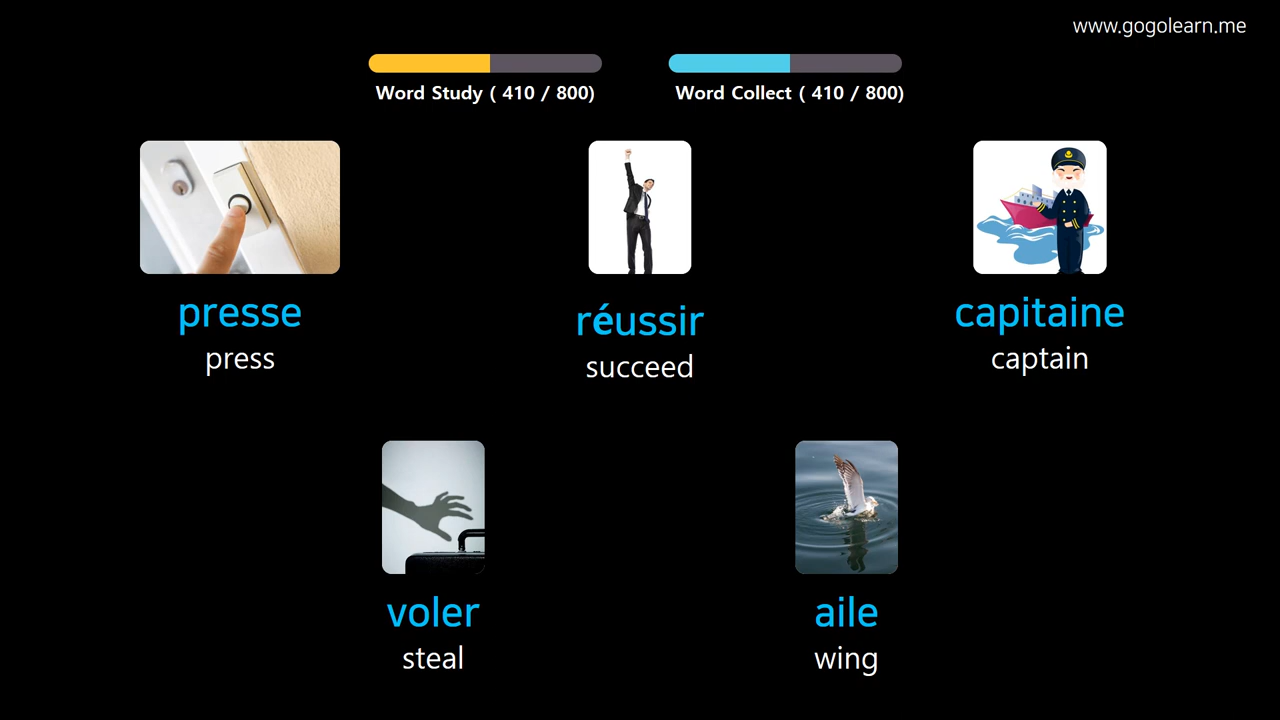 www.gogolearn.me
Word Study ( 410 / 800)
Word Collect ( 410 / 800)
presse
press
réussir
succeed
capitaine
captain
voler
steal
aile
wing